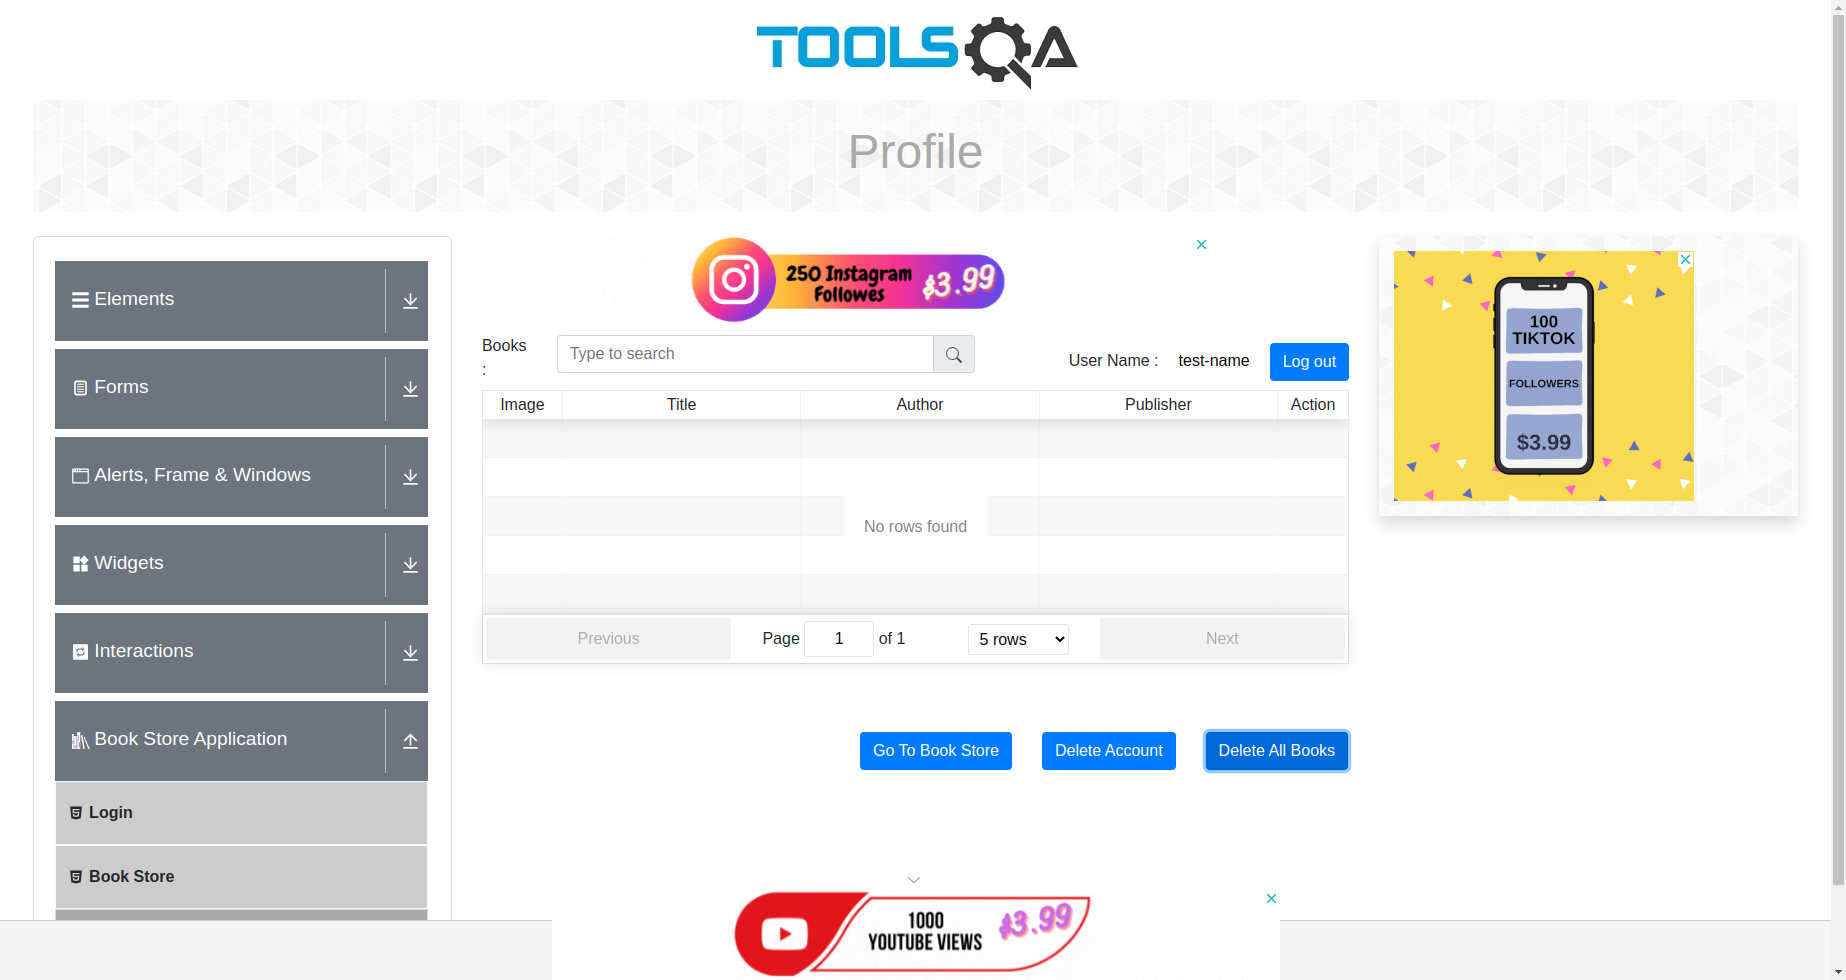 TOOLSQA
Profile
Elements
Forms
Alerts, Frame & Windows
Widgets
Interactions
Book Store Application
Login
Book Store
250 Instagram
Followes
$3.99
Books
:
Type to search
User Name :
test-name
Log out
Image
Title
Author
Publisher
Action
No rows found
Previous
Page
1
of 1
5 rows
Next
Go To Book Store
Delete Account
Delete All Books
100
TIKTOK
FOLLOWERS
$3.99
1000
YOUTUBE VIEWS
$3.99